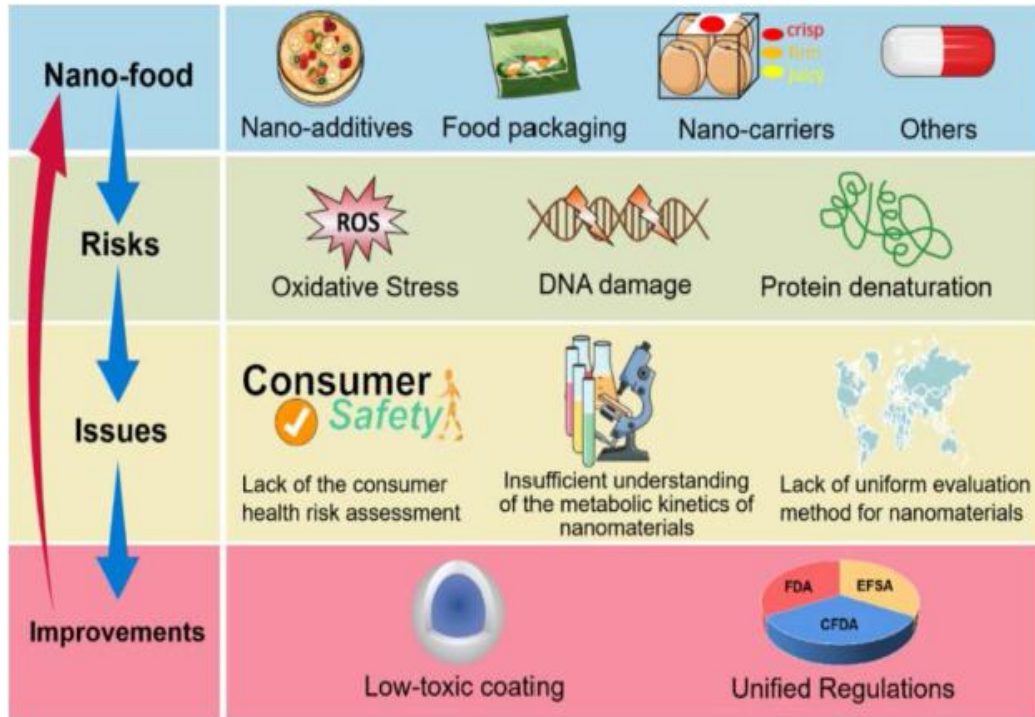 Nano-food
crisp
firm
juicy
Nano-additives
Food packaging
Nano-carriers
Others
Risks
ROS
Oxidative Stress
DNA damage
Protein denaturation
Issues
Consumer
Safety
Lack of the consumer
health risk assessment
Insufficient understanding
of the metabolic kinetics of
nanomaterials
Lack of uniform evaluation
method for nanomaterials
Improvements
FDA
EFSA
CFDA
Low-toxic coating
Unified Regulations